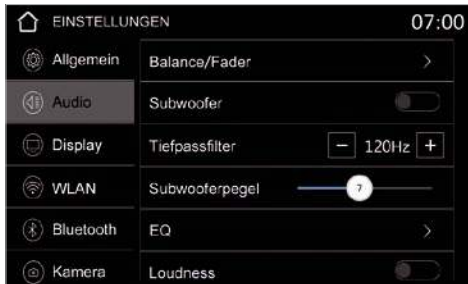 EINSTELLUNGEN 07:00
Allgemein
Audio
Display
WLAN
Bluetooth
Kamera
Balance/Fader >
Subwoofer
Tiefpassfilter − 120Hz +
Subwooferpegel 7
EQ >
Loudness